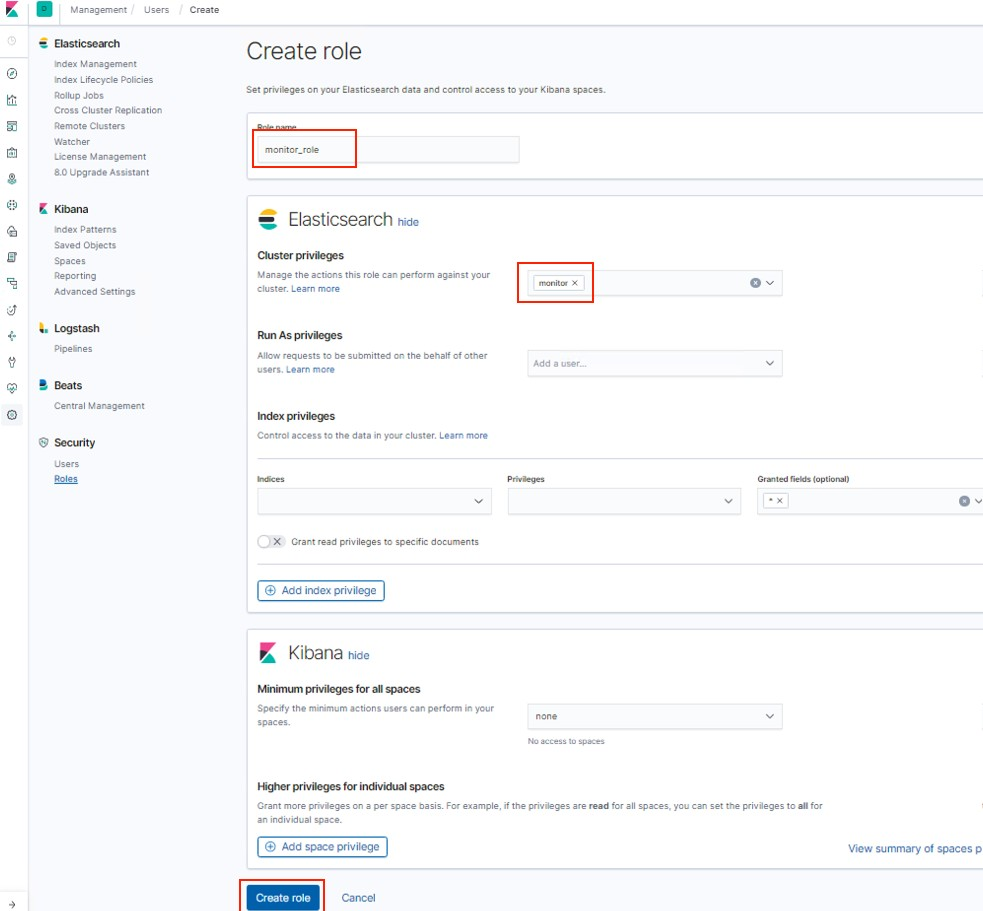 Management / Users / Create
Elasticsearch
Index Management
Index Lifecycle Policies
Rollup Jobs
Cross Cluster Replication
Remote Clusters
Watcher
License Management
8.0 Upgrade Assistant
Kibana
Index Patterns
Saved Objects
Spaces
Reporting
Advanced Settings
Logstash
Pipelines
Beats
Central Management
Security
Users
Roles
Create role
Set privileges on your Elasticsearch data and control access to your Kibana spaces.
Role name
monitor_role
Elasticsearch hide
Cluster privileges
Manage the actions this role can perform against your
cluster. Learn more
monitor
Run As privileges
Allow requests to be submitted on the behalf of other
users. Learn more
Add a user...
Index privileges
Control access to the data in your cluster. Learn more
Indices
Privileges
Granted fields (optional)
*
Grant read privileges to specific documents
Add index privilege
Kibana hide
Minimum privileges for all spaces
Specify the minimum actions users can perform in your
spaces.
none
No access to spaces
Higher privileges for individual spaces
Grant more privileges on a per space basis. For example, if the privileges are read for all spaces, you can set the privileges to all for
an individual space.
Add space privilege
View summary of spaces p
Create role
Cancel